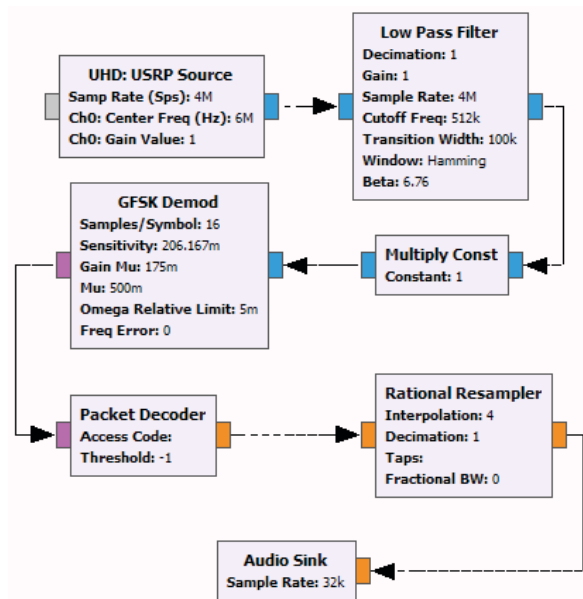 UHD: USRP Source
Samp Rate (Sps): 4M
Ch0: Center Freq (Hz): 6M
Ch0: Gain Value: 1
Low Pass Filter
Decimation: 1
Gain: 1
Sample Rate: 4M
Cutoff Freq: 512k
Transition Width: 100k
Window: Hamming
Beta: 6.76
GFSK Demod
Samples/Symbol: 16
Sensitivity: 206.167m
Gain Mu: 175m
Mu: 500m
Omega Relative Limit: 5m
Freq Error: 0
Multiply Const
Constant: 1
Packet Decoder
Access Code:
Threshold: -1
Rational Resampler
Interpolation: 4
Decimation: 1
Taps:
Fractional BW: 0
Audio Sink
Sample Rate: 32k